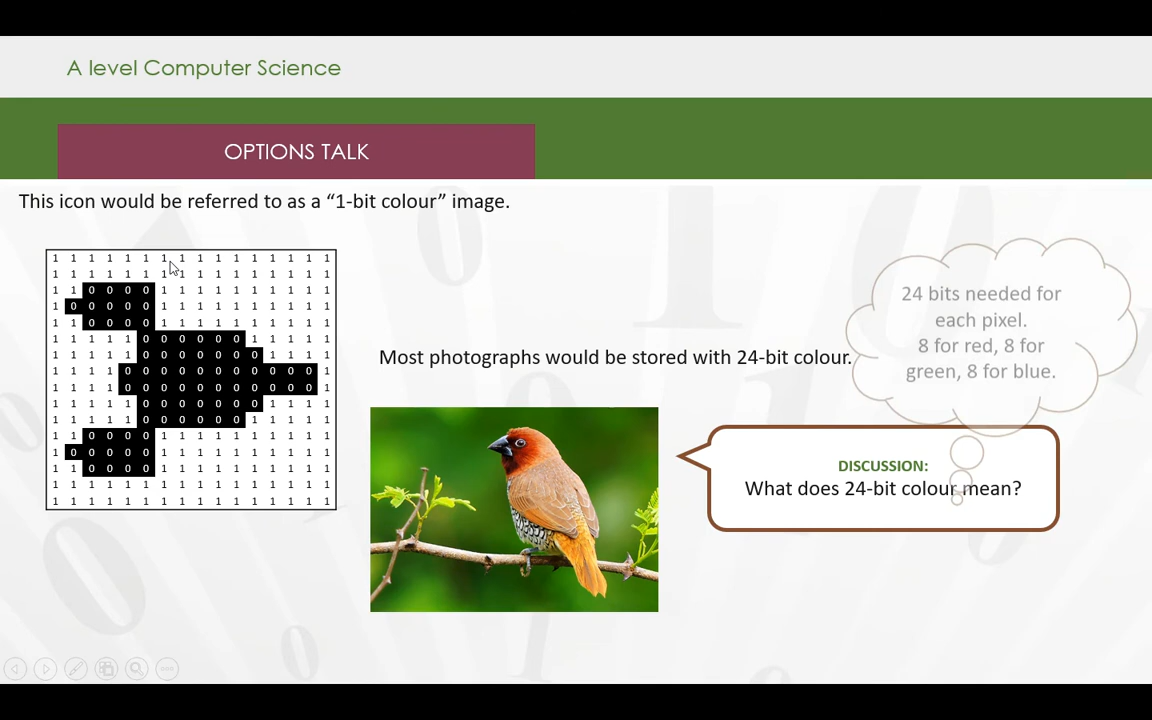 A level Computer Science
OPTIONS TALK
This icon would be referred to as a “1-bit colour” image.
1 1 1 1 1 1 1 1 1 1 1 1 1 1 1 1
1 1 1 1 1 1 1 1 1 1 1 1 1 1 1 1
1 1 0 0 0 0 1 1 1 1 1 1 1 1 1 1
1 0 0 0 0 0 1 1 1 1 1 1 1 1 1 1
1 1 0 0 0 0 1 1 1 1 1 1 1 1 1 1
1 1 1 1 1 0 0 0 0 0 0 1 1 1 1 1
1 1 1 1 1 0 0 0 0 0 0 0 1 1 1 1
1 1 1 1 0 0 0 0 0 0 0 0 0 0 0 1
1 1 1 1 0 0 0 0 0 0 0 0 0 0 0 1
1 1 1 1 1 0 0 0 0 0 0 0 1 1 1 1
1 1 1 1 1 0 0 0 0 0 0 1 1 1 1 1
1 1 0 0 0 0 1 1 1 1 1 1 1 1 1 1
1 0 0 0 0 0 1 1 1 1 1 1 1 1 1 1
1 1 0 0 0 0 1 1 1 1 1 1 1 1 1 1
1 1 1 1 1 1 1 1 1 1 1 1 1 1 1 1
1 1 1 1 1 1 1 1 1 1 1 1 1 1 1 1
Most photographs would be stored with 24-bit colour.
24 bits needed for
each pixel.
8 for red, 8 for
green, 8 for blue.
DISCUSSION:
What does 24-bit colour mean?